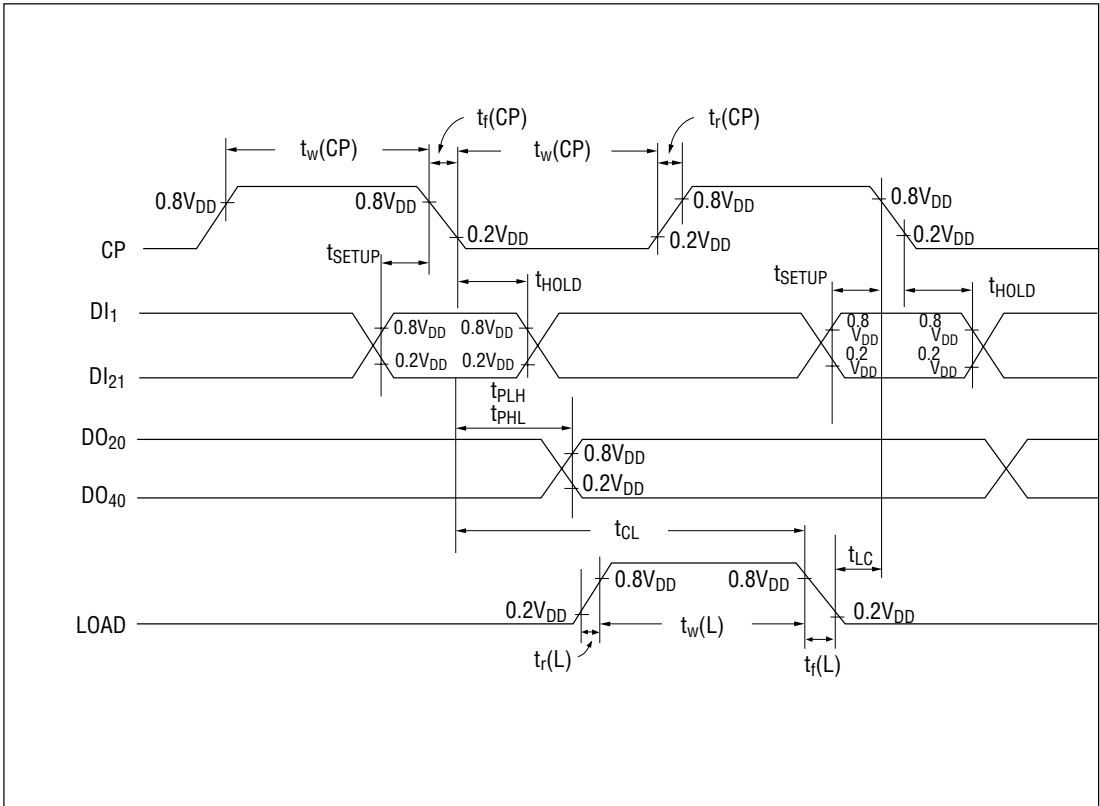 t_f(CP) t_r(CP)
t_w(CP) t_w(CP)
0.8V_DD 0.8V_DD 0.8V_DD 0.8V_DD
CP 0.2V_DD 0.2V_DD 0.2V_DD
t_SETUP t_HOLD t_SETUP t_HOLD
DI_1 0.8V_DD 0.8V_DD 0.8 V_DD 0.8 V_DD
DI_21 0.2V_DD 0.2V_DD 0.2 V_DD 0.2 V_DD
t_PLH
t_PHL
DO_20 0.8V_DD
DO_40 0.2V_DD
t_CL t_LC
0.8V_DD 0.8V_DD
LOAD 0.2V_DD t_w(L) 0.2V_DD
t_r(L) t_f(L)